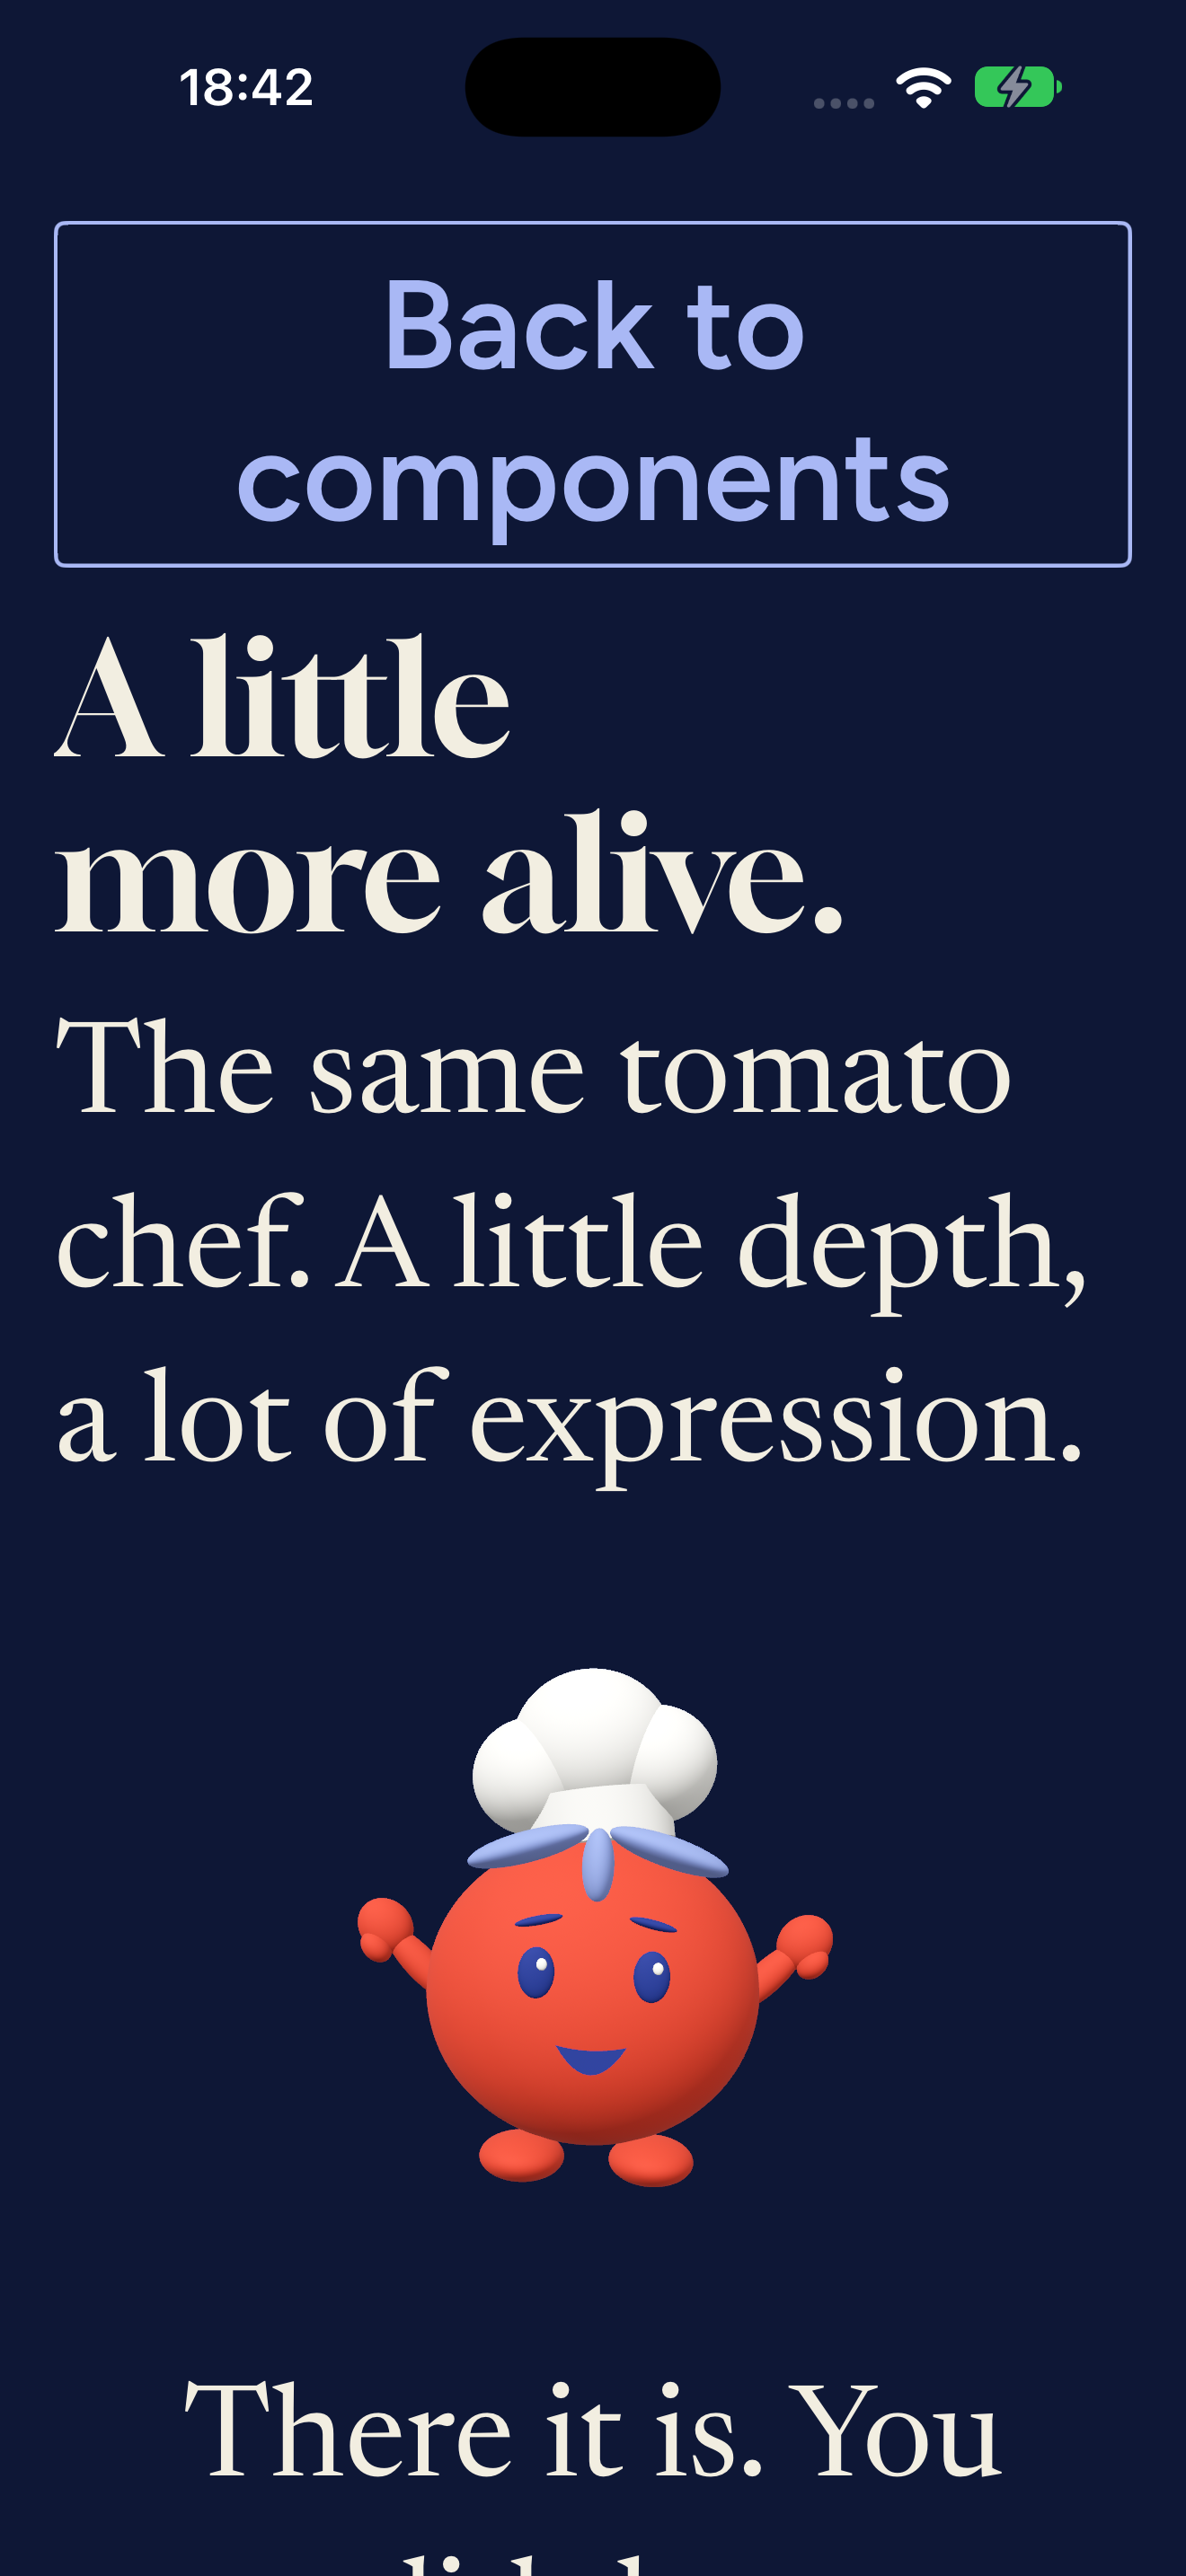 18:42
Back to
components
A little
more alive.
The same tomato
chef. A little depth,
a lot of expression.
There it is. You